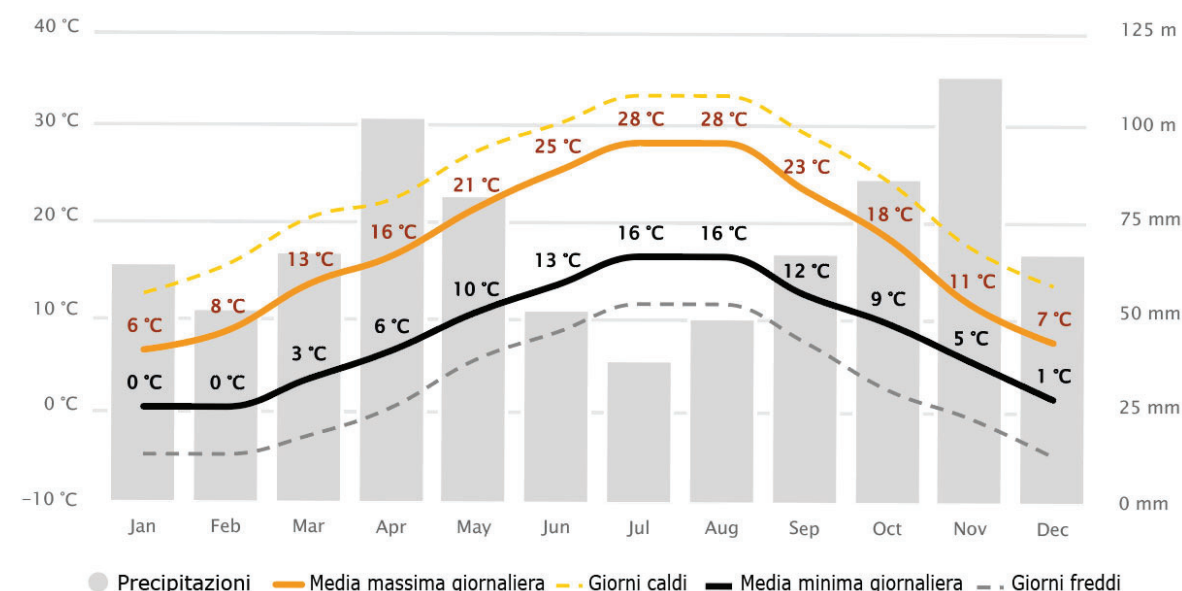 40 °C
125 m
30 °C
100 m
20 °C
75 mm
10 °C
50 mm
0 °C
25 mm
-10 °C
0 mm
6 °C
8 °C
13 °C
16 °C
21 °C
25 °C
28 °C
28 °C
23 °C
18 °C
11 °C
7 °C
0 °C
0 °C
3 °C
6 °C
10 °C
13 °C
16 °C
16 °C
12 °C
9 °C
5 °C
1 °C
Jan Feb Mar Apr May Jun Jul Aug Sep Oct Nov Dec
Precipitazioni Media massima giornaliera Giorni caldi Media minima giornaliera Giorni freddi